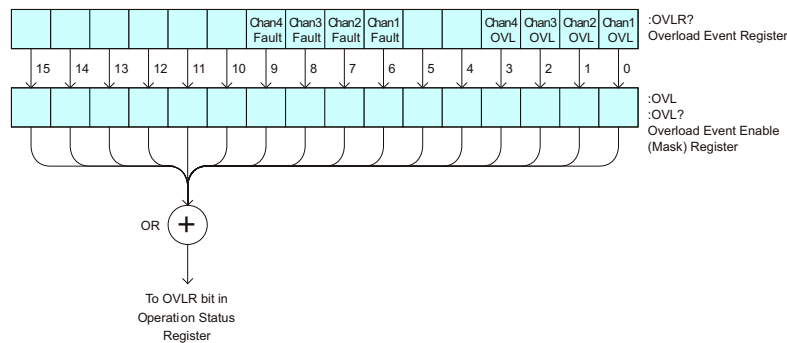 Chan4 Fault
Chan3 Fault
Chan2 Fault
Chan1 Fault
Chan4 OVL
Chan3 OVL
Chan2 OVL
Chan1 OVL
:OVLR?
Overload Event Register
15 14 13 12 11 10 9 8 7 6 5 4 3 2 1 0
:OVL
:OVL?
Overload Event Enable
(Mask) Register
OR +
To OVLR bit in
Operation Status
Register